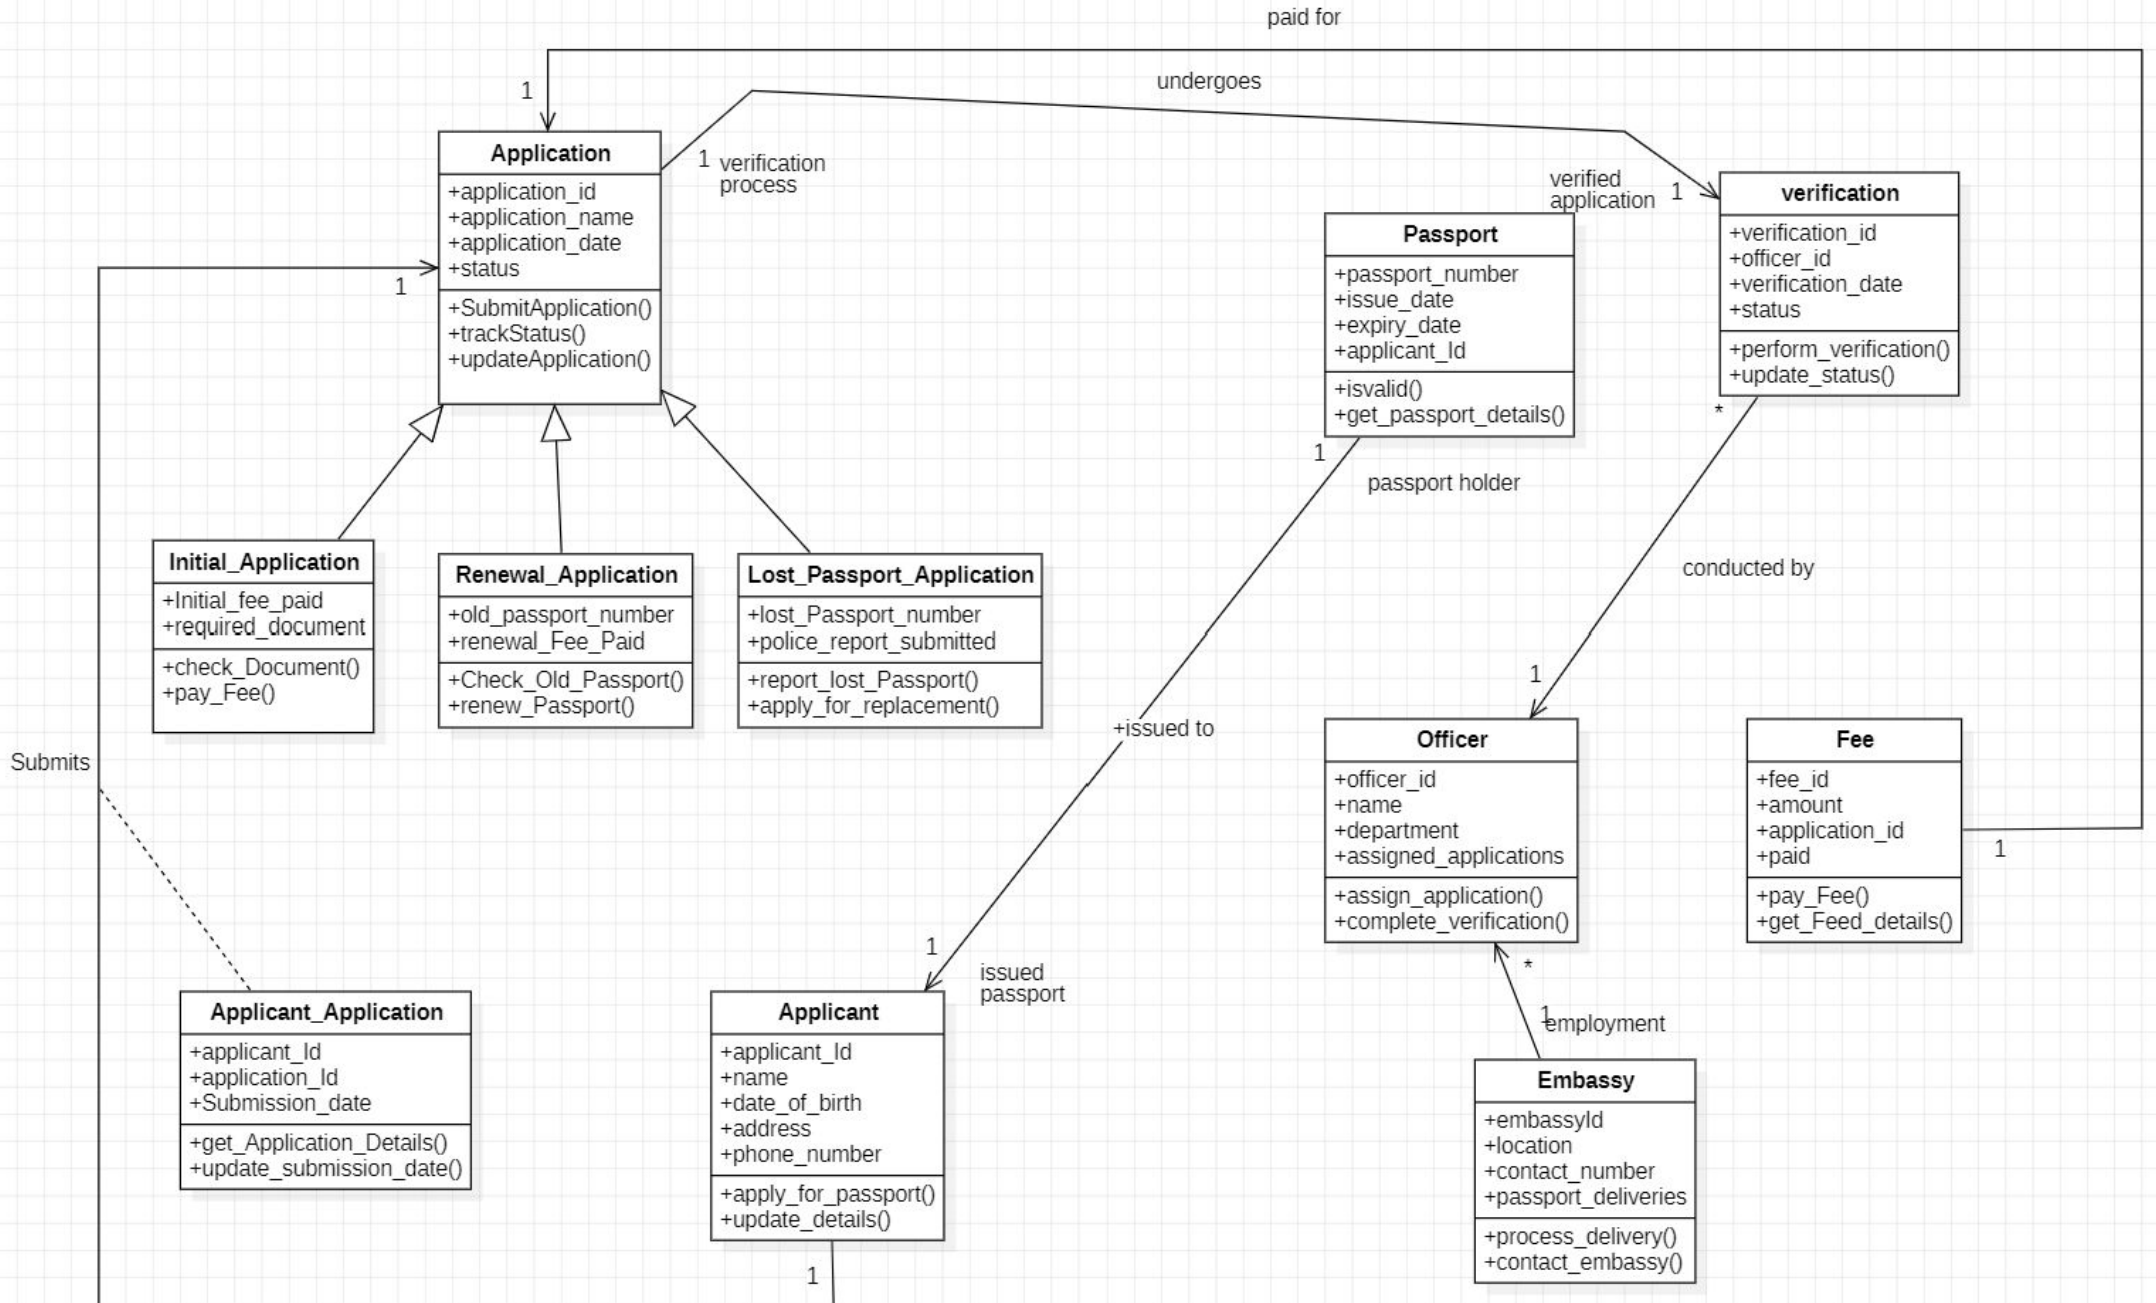 paid for
undergoes
1
Application
+application_id
+application_name
+application_date
+status
+SubmitApplication()
+trackStatus()
+updateApplication()
1
verification
process
1
verified
application
1
verification
+verification_id
+officer_id
+verification_date
+status
+perform_verification()
+update_status()
*
Passport
+passport_number
+issue_date
+expiry_date
+applicant_Id
+isvalid()
+get_passport_details()
1
passport holder
conducted by
Initial_Application
+Initial_fee_paid
+required_document
+check_Document()
+pay_Fee()
Renewal_Application
+old_passport_number
+renewal_Fee_Paid
+Check_Old_Passport()
+renew_Passport()
Lost_Passport_Application
+lost_Passport_number
+police_report_submitted
+report_lost_Passport()
+apply_for_replacement()
+issued to
1
Officer
+officer_id
+name
+department
+assigned_applications
+assign_application()
+complete_verification()
*
Fee
+fee_id
+amount
+application_id
+paid
+pay_Fee()
+get_Feed_details()
1
Submits
1
issued
passport
Applicant_Application
+applicant_Id
+application_Id
+Submission_date
+get_Application_Details()
+update_submission_date()
Applicant
+applicant_Id
+name
+date_of_birth
+address
+phone_number
+apply_for_passport()
+update_details()
1
1
employment
Embassy
+embassyId
+location
+contact_number
+passport_deliveries
+process_delivery()
+contact_embassy()